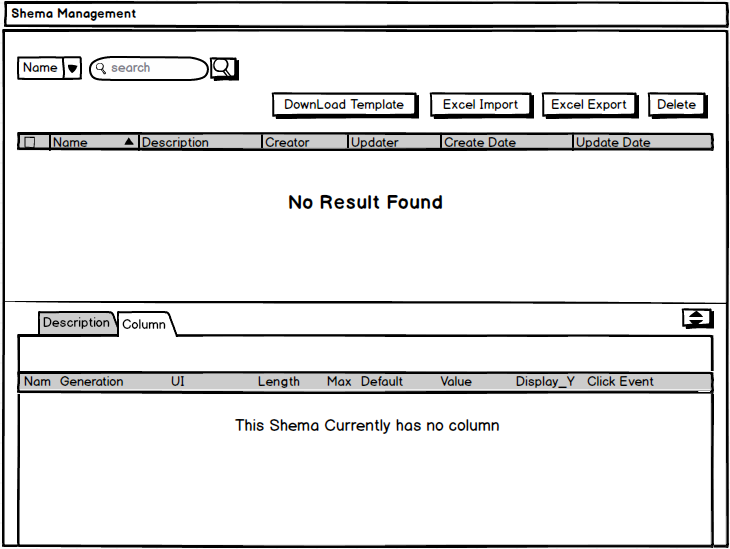 Shema Management
Name search
DownLoad Template Excel Import Excel Export Delete
Name Description Creator Updater Create Date Update Date
No Result Found
Description Column
Nam Generation UI Length Max Default Value Display_Y Click Event
This Shema Currently has no column